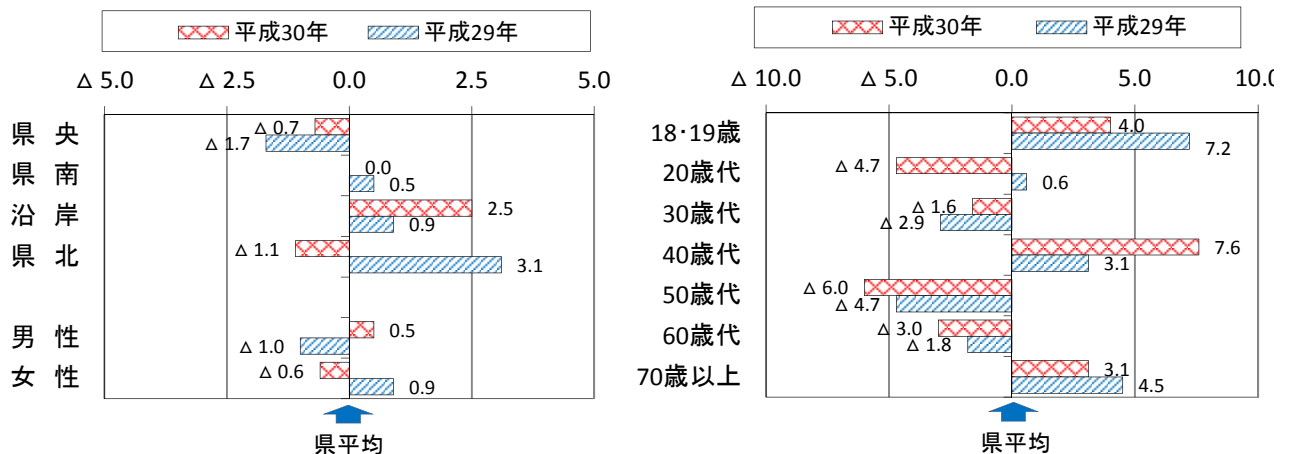 平成30年 平成29年
△ 5.0 △ 2.5 0.0 2.5 5.0
県 央 △ 0.7
△ 1.7
県 南 0.0
0.5
沿 岸 2.5
0.9
県 北 △ 1.1
3.1
男 性 0.5
△ 1.0
女 性 △ 0.6
0.9
県平均
平成30年 平成29年
△ 10.0 △ 5.0 0.0 5.0 10.0
18・19歳 4.0
7.2
20歳代 △ 4.7
0.6
30歳代 △ 1.6
△ 2.9
40歳代 7.6
3.1
50歳代 △ 6.0
△ 4.7
60歳代 △ 3.0
△ 1.8
70歳以上 3.1
4.5
県平均